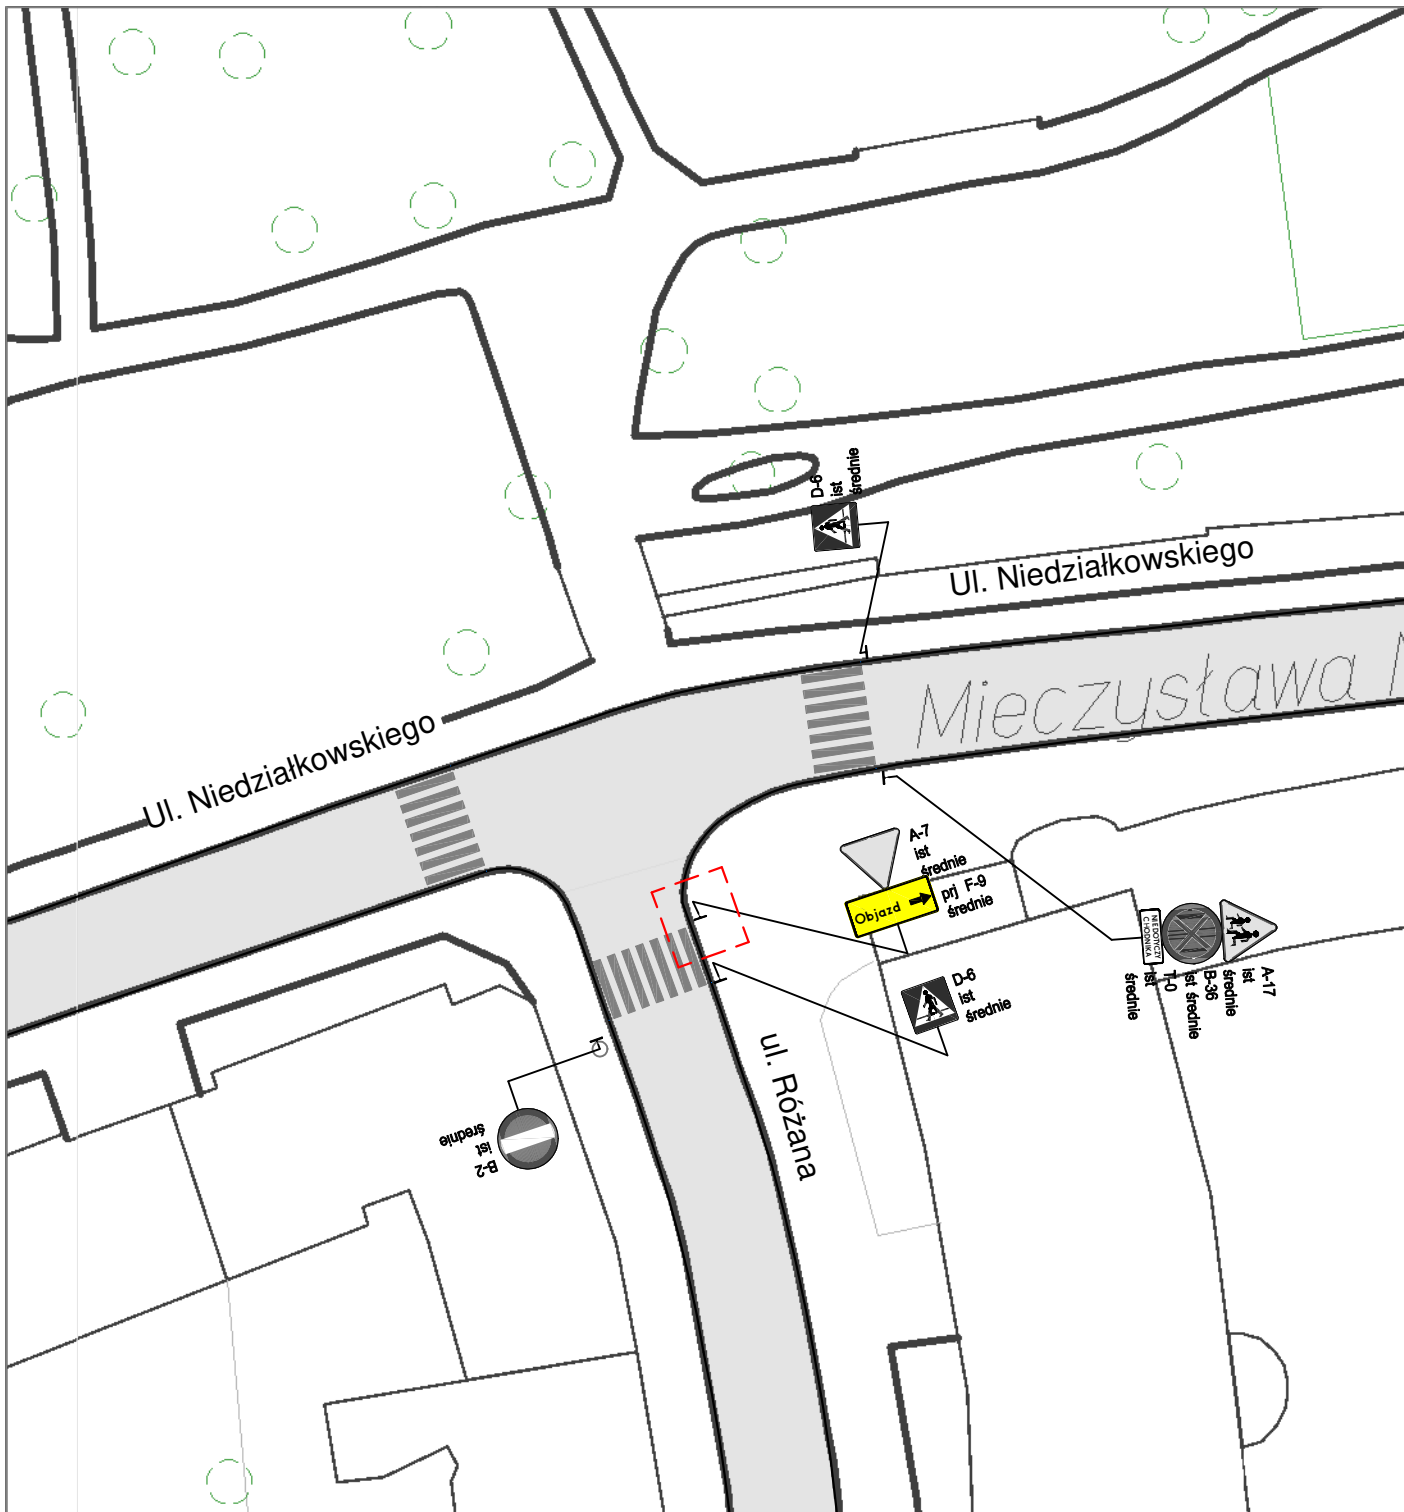 D-6
ist
średnie
Ul. Niedziałkowskiego
Mieczysława N
Ul. Niedziałkowskiego
A-7
ist
średnie
Objazd
prj F-9
średnie
D-6
ist
średnie
NIE DOTYCZY
CHODNIKA
A-17
ist
średnie
B-36
ist średnie
T-0
ist
średnie
ul. Różana
B-2
ist
średnie